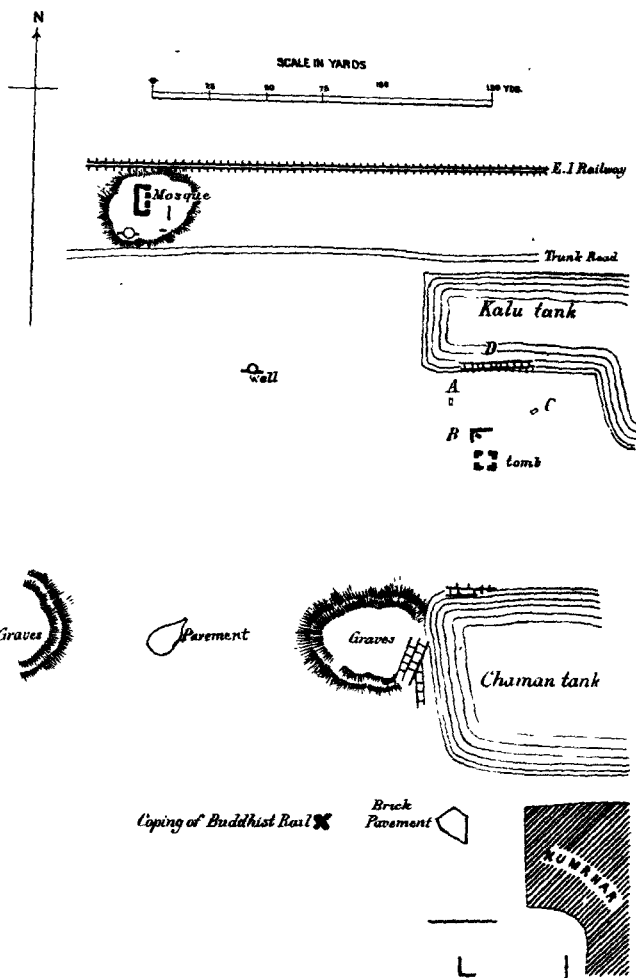 N
SCALE IN YARDS
25 50 75 100 150 YDS.
E.I Railway
Mosque
Trunk Road
Kalu tank
D
well
A
C
B
tomb
Graves
Pavement
Graves
Chaman tank
Coping of Buddhist Rail
Brick
Pavement
KUMAHAR